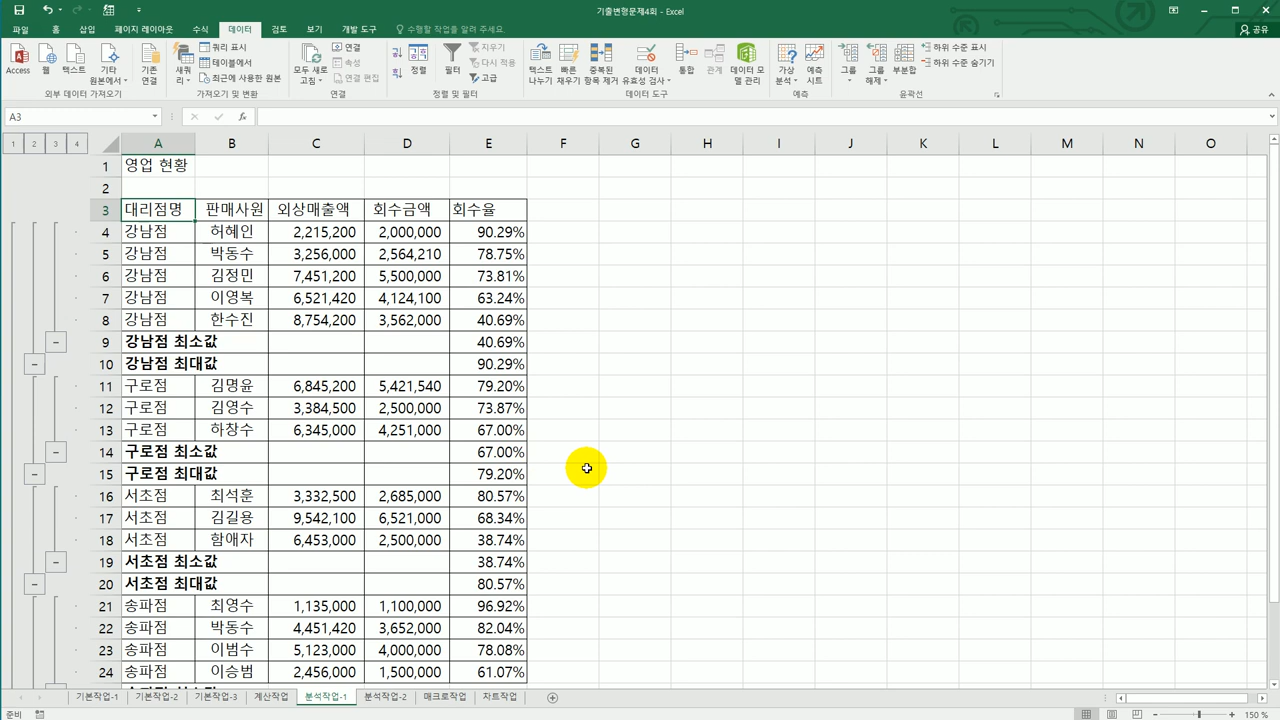 기출변형문제4회 - Excel
파일 홈 삽입 페이지 레이아웃 수식 데이터 검토 보기 개발 도구 수행할 작업을 알려 주세요. 공유
Access 웹 텍스트 기타 원본에서 기존 연결 새 쿼리 쿼리 표시 테이블에서 최근에 사용한 원본 모두 새로 고침 연결 속성 연결 편집 정렬 필터 지우기 다시 적용 고급 텍스트 나누기 빠른 채우기 중복된 항목 제거 데이터 유효성 검사 통합 관계 데이터 모델 관리 가상 분석 예측 시트 그룹 그룹 해제 부분합 하위 수준 표시 하위 수준 숨기기
외부 데이터 가져오기 가져오기 및 변환 연결 정렬 및 필터 데이터 도구 예측 윤곽선
A3 fx
1 2 3 4 A B C D E F G H I J K L M N O
1 영업 현황
2
3 대리점명 판매사원 외상매출액 회수금액 회수율
4 강남점 허혜인 2,215,200 2,000,000 90.29%
5 강남점 박동수 3,256,000 2,564,210 78.75%
6 강남점 김정민 7,451,200 5,500,000 73.81%
7 강남점 이영복 6,521,420 4,124,100 63.24%
8 강남점 한수진 8,754,200 3,562,000 40.69%
9 강남점 최소값 40.69%
10 강남점 최대값 90.29%
11 구로점 김명윤 6,845,200 5,421,540 79.20%
12 구로점 김영수 3,384,500 2,500,000 73.87%
13 구로점 하창수 6,345,000 4,251,000 67.00%
14 구로점 최소값 67.00%
15 구로점 최대값 79.20%
16 서초점 최석훈 3,332,500 2,685,000 80.57%
17 서초점 김길용 9,542,100 6,521,000 68.34%
18 서초점 함애자 6,453,000 2,500,000 38.74%
19 서초점 최소값 38.74%
20 서초점 최대값 80.57%
21 송파점 최영수 1,135,000 1,100,000 96.92%
22 송파점 박동수 4,451,420 3,652,000 82.04%
23 송파점 이범수 5,123,000 4,000,000 78.08%
24 송파점 이승범 2,456,000 1,500,000 61.07%
기본작업-1 기본작업-2 기본작업-3 계산작업 분석작업-1 분석작업-2 매크로작업 차트작업
준비 150 %